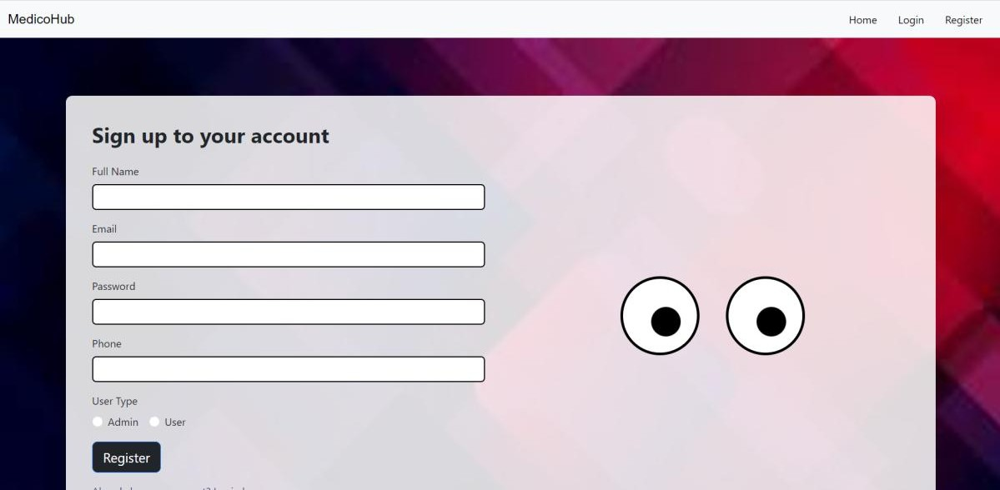 MedicoHub
Home Login Register
Sign up to your account
Full Name
Email
Password
Phone
User Type
Admin User
Register